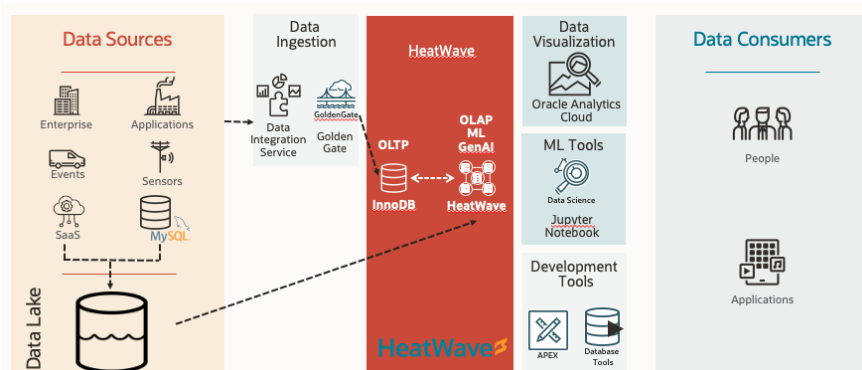 Data Sources
Enterprise
Applications
Events
Sensors
SaaS
MySQL
Data Lake
Data
Ingestion
Data
Integration
Service
GoldenGate
Golden
Gate
HeatWave
OLTP
InnoDB
OLAP
ML
GenAI
HeatWave
HeatWave
Data
Visualization
Oracle Analytics
Cloud
ML Tools
Data Science
Jupyter
Notebook
Development
Tools
APEX
Database
Tools
Data Consumers
People
Applications